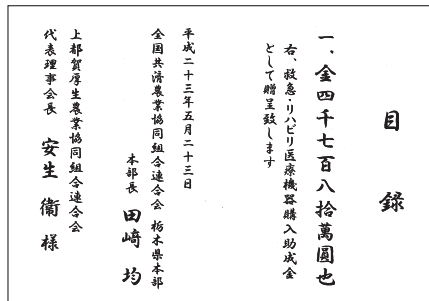 目録
一、金四千七百八拾萬圓也
右、救急・リハビリ医療機器購入助成金
として贈呈致します
平成二十三年五月二十三日
全国共済農業協同組合連合会 栃木県本部
本部長 田﨑 均
上都賀厚生農業協同組合連合会
代表理事会長 安生 衛 様